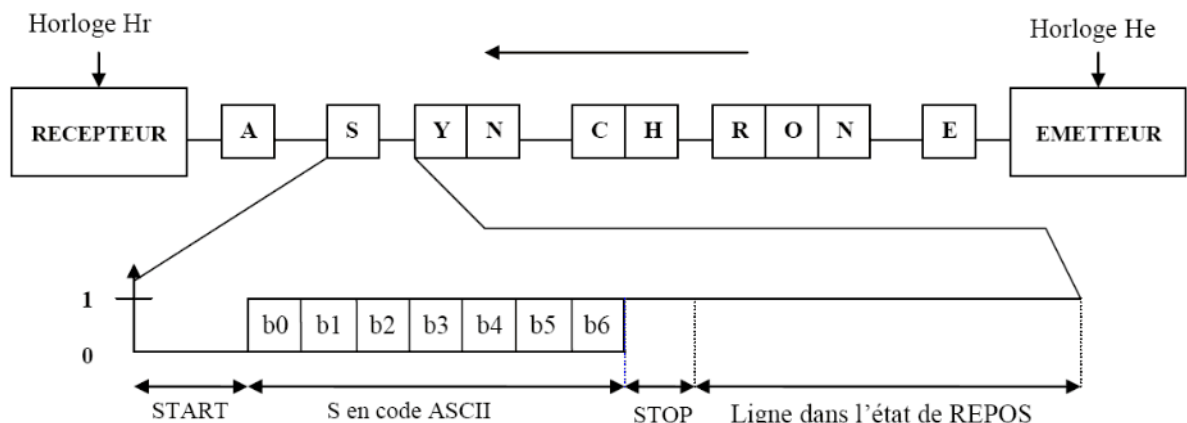 Horloge Hr Horloge He
RECEPTEUR A S Y N C H R O N E EMETTEUR
1
b0 b1 b2 b3 b4 b5 b6
0
START S en code ASCII STOP Ligne dans l'état de REPOS